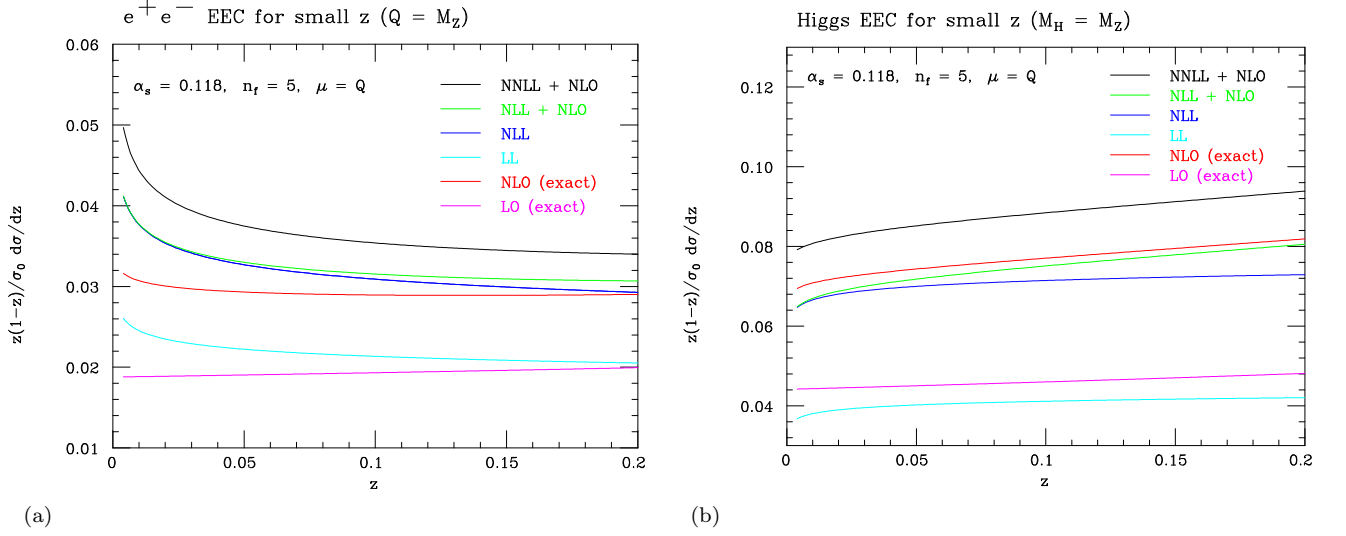 e+ e− EEC for small z (Q = MZ)
0.06
αs = 0.118, nf = 5, μ = Q
NNLL + NLO
NLL + NLO
NLL
LL
NLO (exact)
LO (exact)
0.05
0.04
0.03
0.02
0.01
z(1−z)/σ0 dσ/dz
0
0.05
0.1
0.15
0.2
z
(a)
Higgs EEC for small z (MH = MZ)
αs = 0.118, nf = 5, μ = Q
NNLL + NLO
NLL + NLO
NLL
LL
NLO (exact)
LO (exact)
0.12
0.10
0.08
0.06
0.04
z(1−z)/σ0 dσ/dz
0
0.05
0.1
0.15
0.2
z
(b)